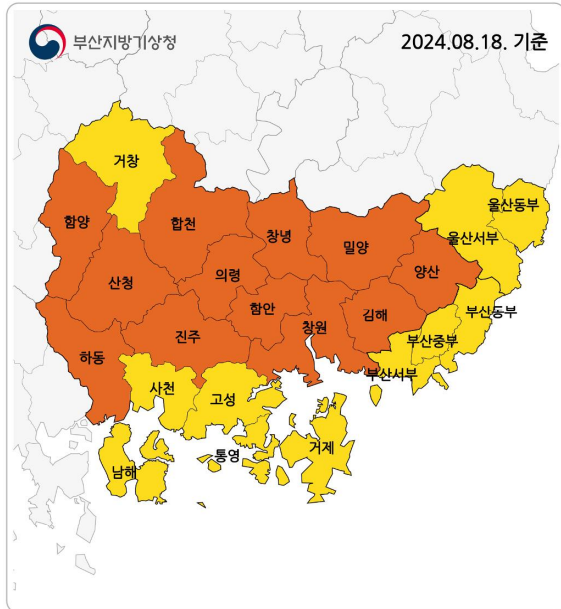 부산지방기상청
2024.08.18. 기준
거창
함양
합천
창녕
밀양
울산동부
울산서부
산청
의령
양산
함안
김해
하동
진주
창원
부산동부
부산중부
부산서부
사천
고성
거제
통영
남해